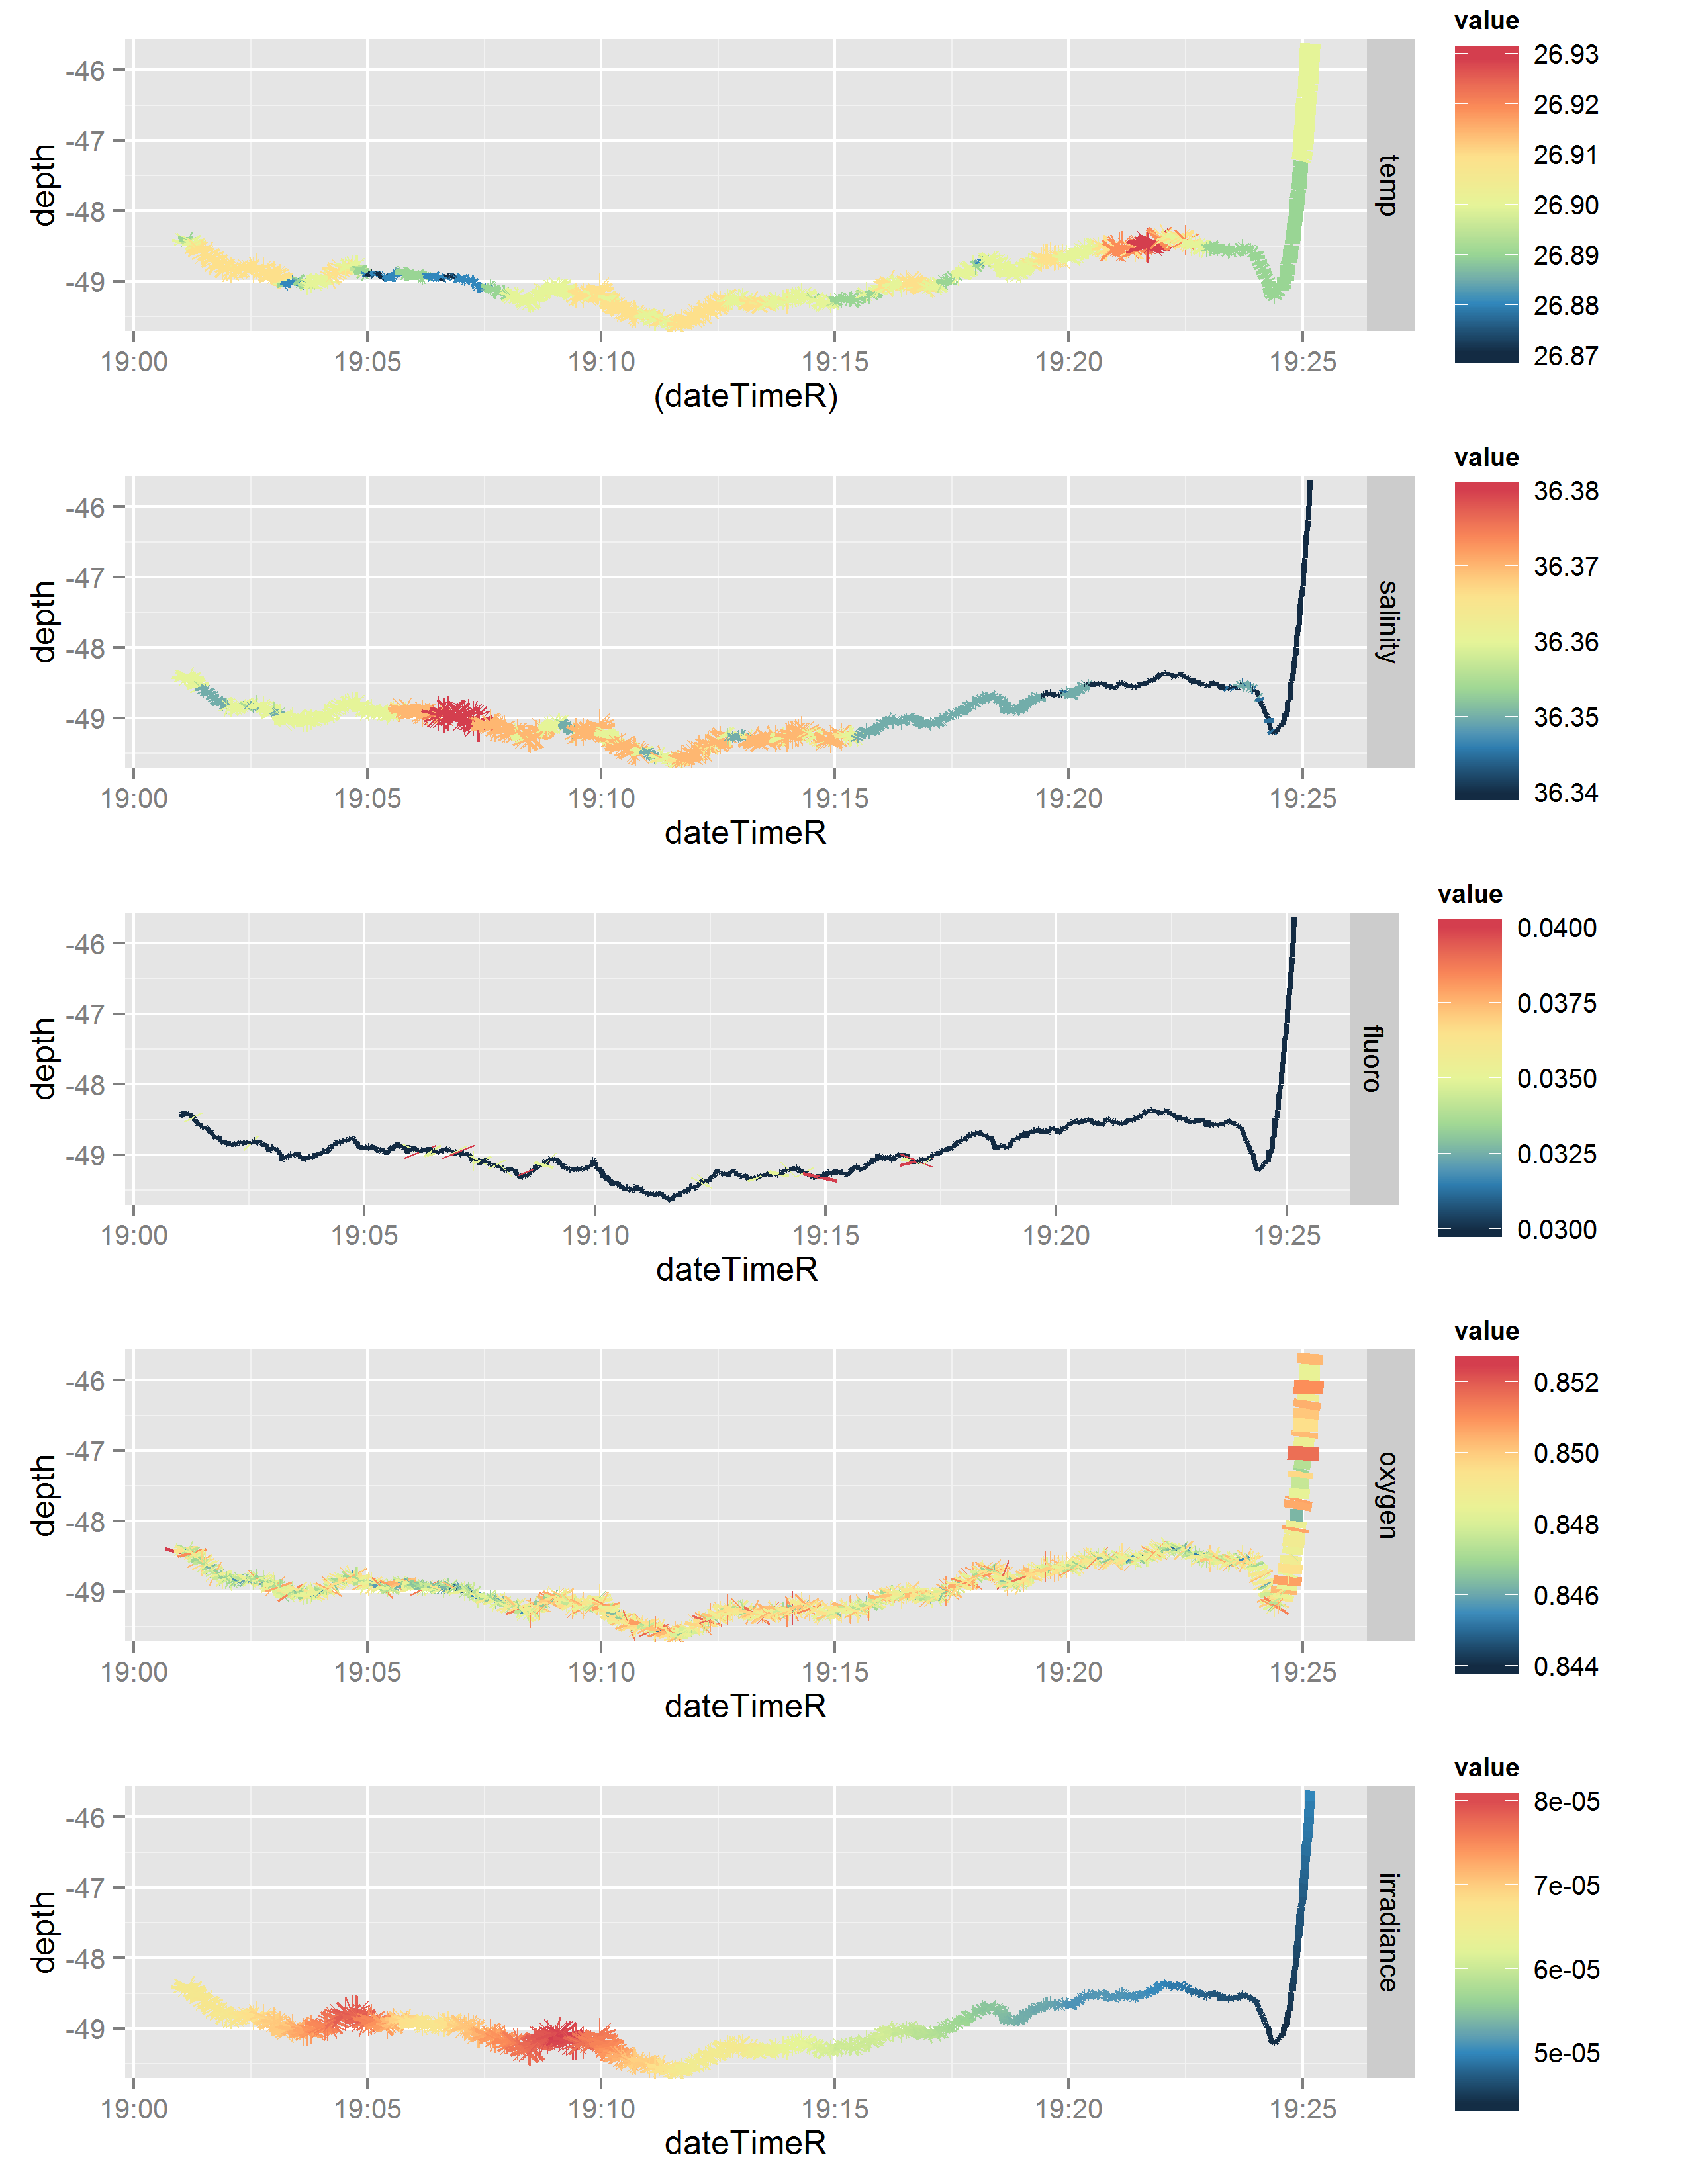 value
26.93
26.92
26.91
26.90
26.89
26.88
26.87
depth
-46
-47
-48
-49
temp
19:00 19:05 19:10 19:15 19:20 19:25
(dateTimeR)
value
36.38
36.37
36.36
36.35
36.34
depth
-46
-47
-48
-49
salinity
19:00 19:05 19:10 19:15 19:20 19:25
dateTimeR
value
0.0400
0.0375
0.0350
0.0325
0.0300
depth
-46
-47
-48
-49
fluoro
19:00 19:05 19:10 19:15 19:20 19:25
dateTimeR
value
0.852
0.850
0.848
0.846
0.844
depth
-46
-47
-48
-49
oxygen
19:00 19:05 19:10 19:15 19:20 19:25
dateTimeR
value
8e-05
7e-05
6e-05
5e-05
depth
-46
-47
-48
-49
irradiance
19:00 19:05 19:10 19:15 19:20 19:25
dateTimeR